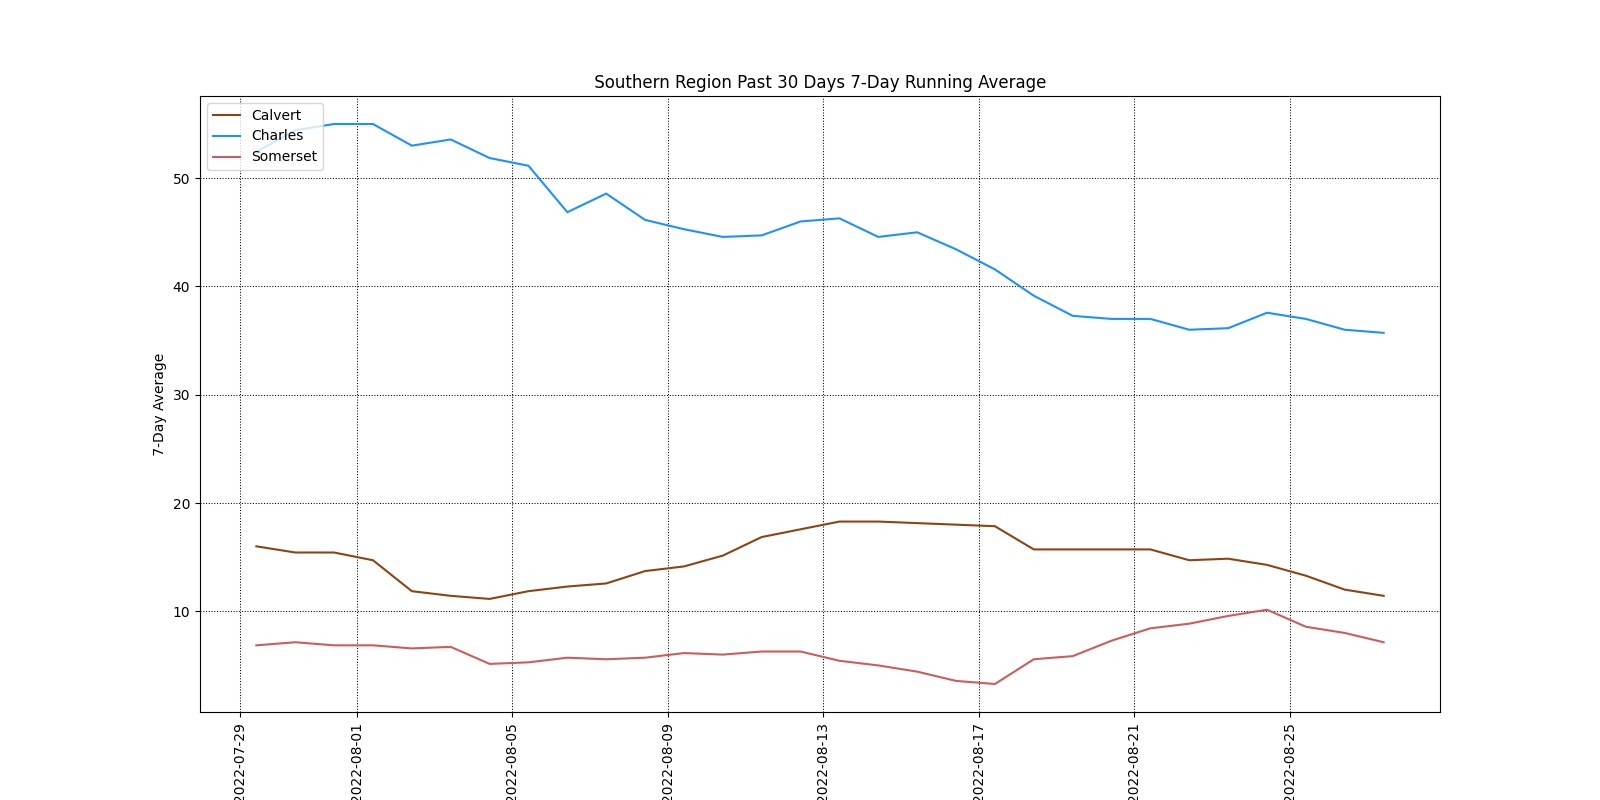 Southern Region Past 30 Days 7-Day Running Average
Calvert
Charles
Somerset
7-Day Average
50
40
30
20
10
2022-07-29
2022-08-01
2022-08-05
2022-08-09
2022-08-13
2022-08-17
2022-08-21
2022-08-25